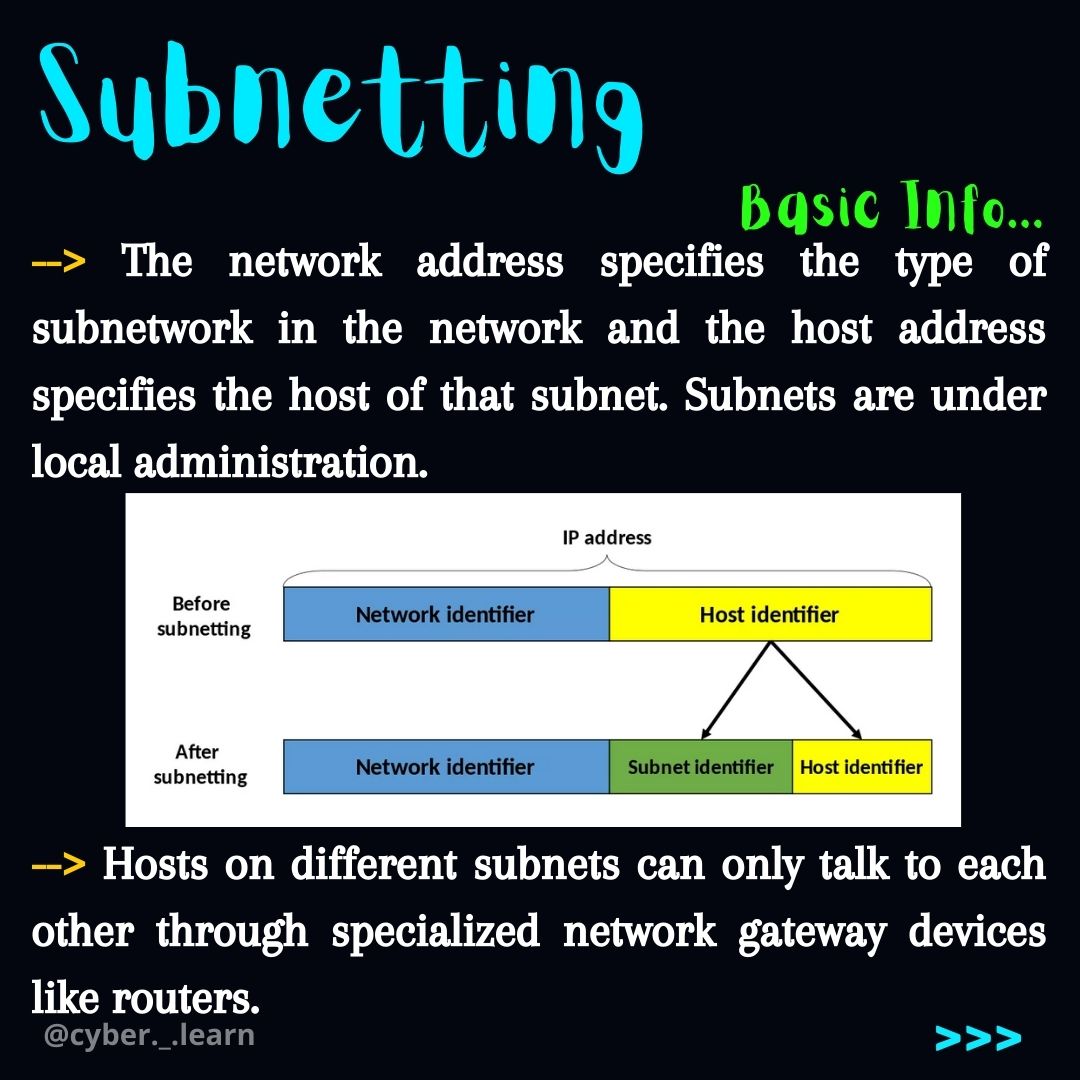 Subnetting
Basic Info...
--> The network address specifies the type of
subnetwork in the network and the host address
specifies the host of that subnet. Subnets are under
local administration.
IP address
Before
subnetting
Network identifier
Host identifier
After
subnetting
Network identifier
Subnet identifier
Host identifier
--> Hosts on different subnets can only talk to each
other through specialized network gateway devices
like routers.
@cyber._.learn
>>>